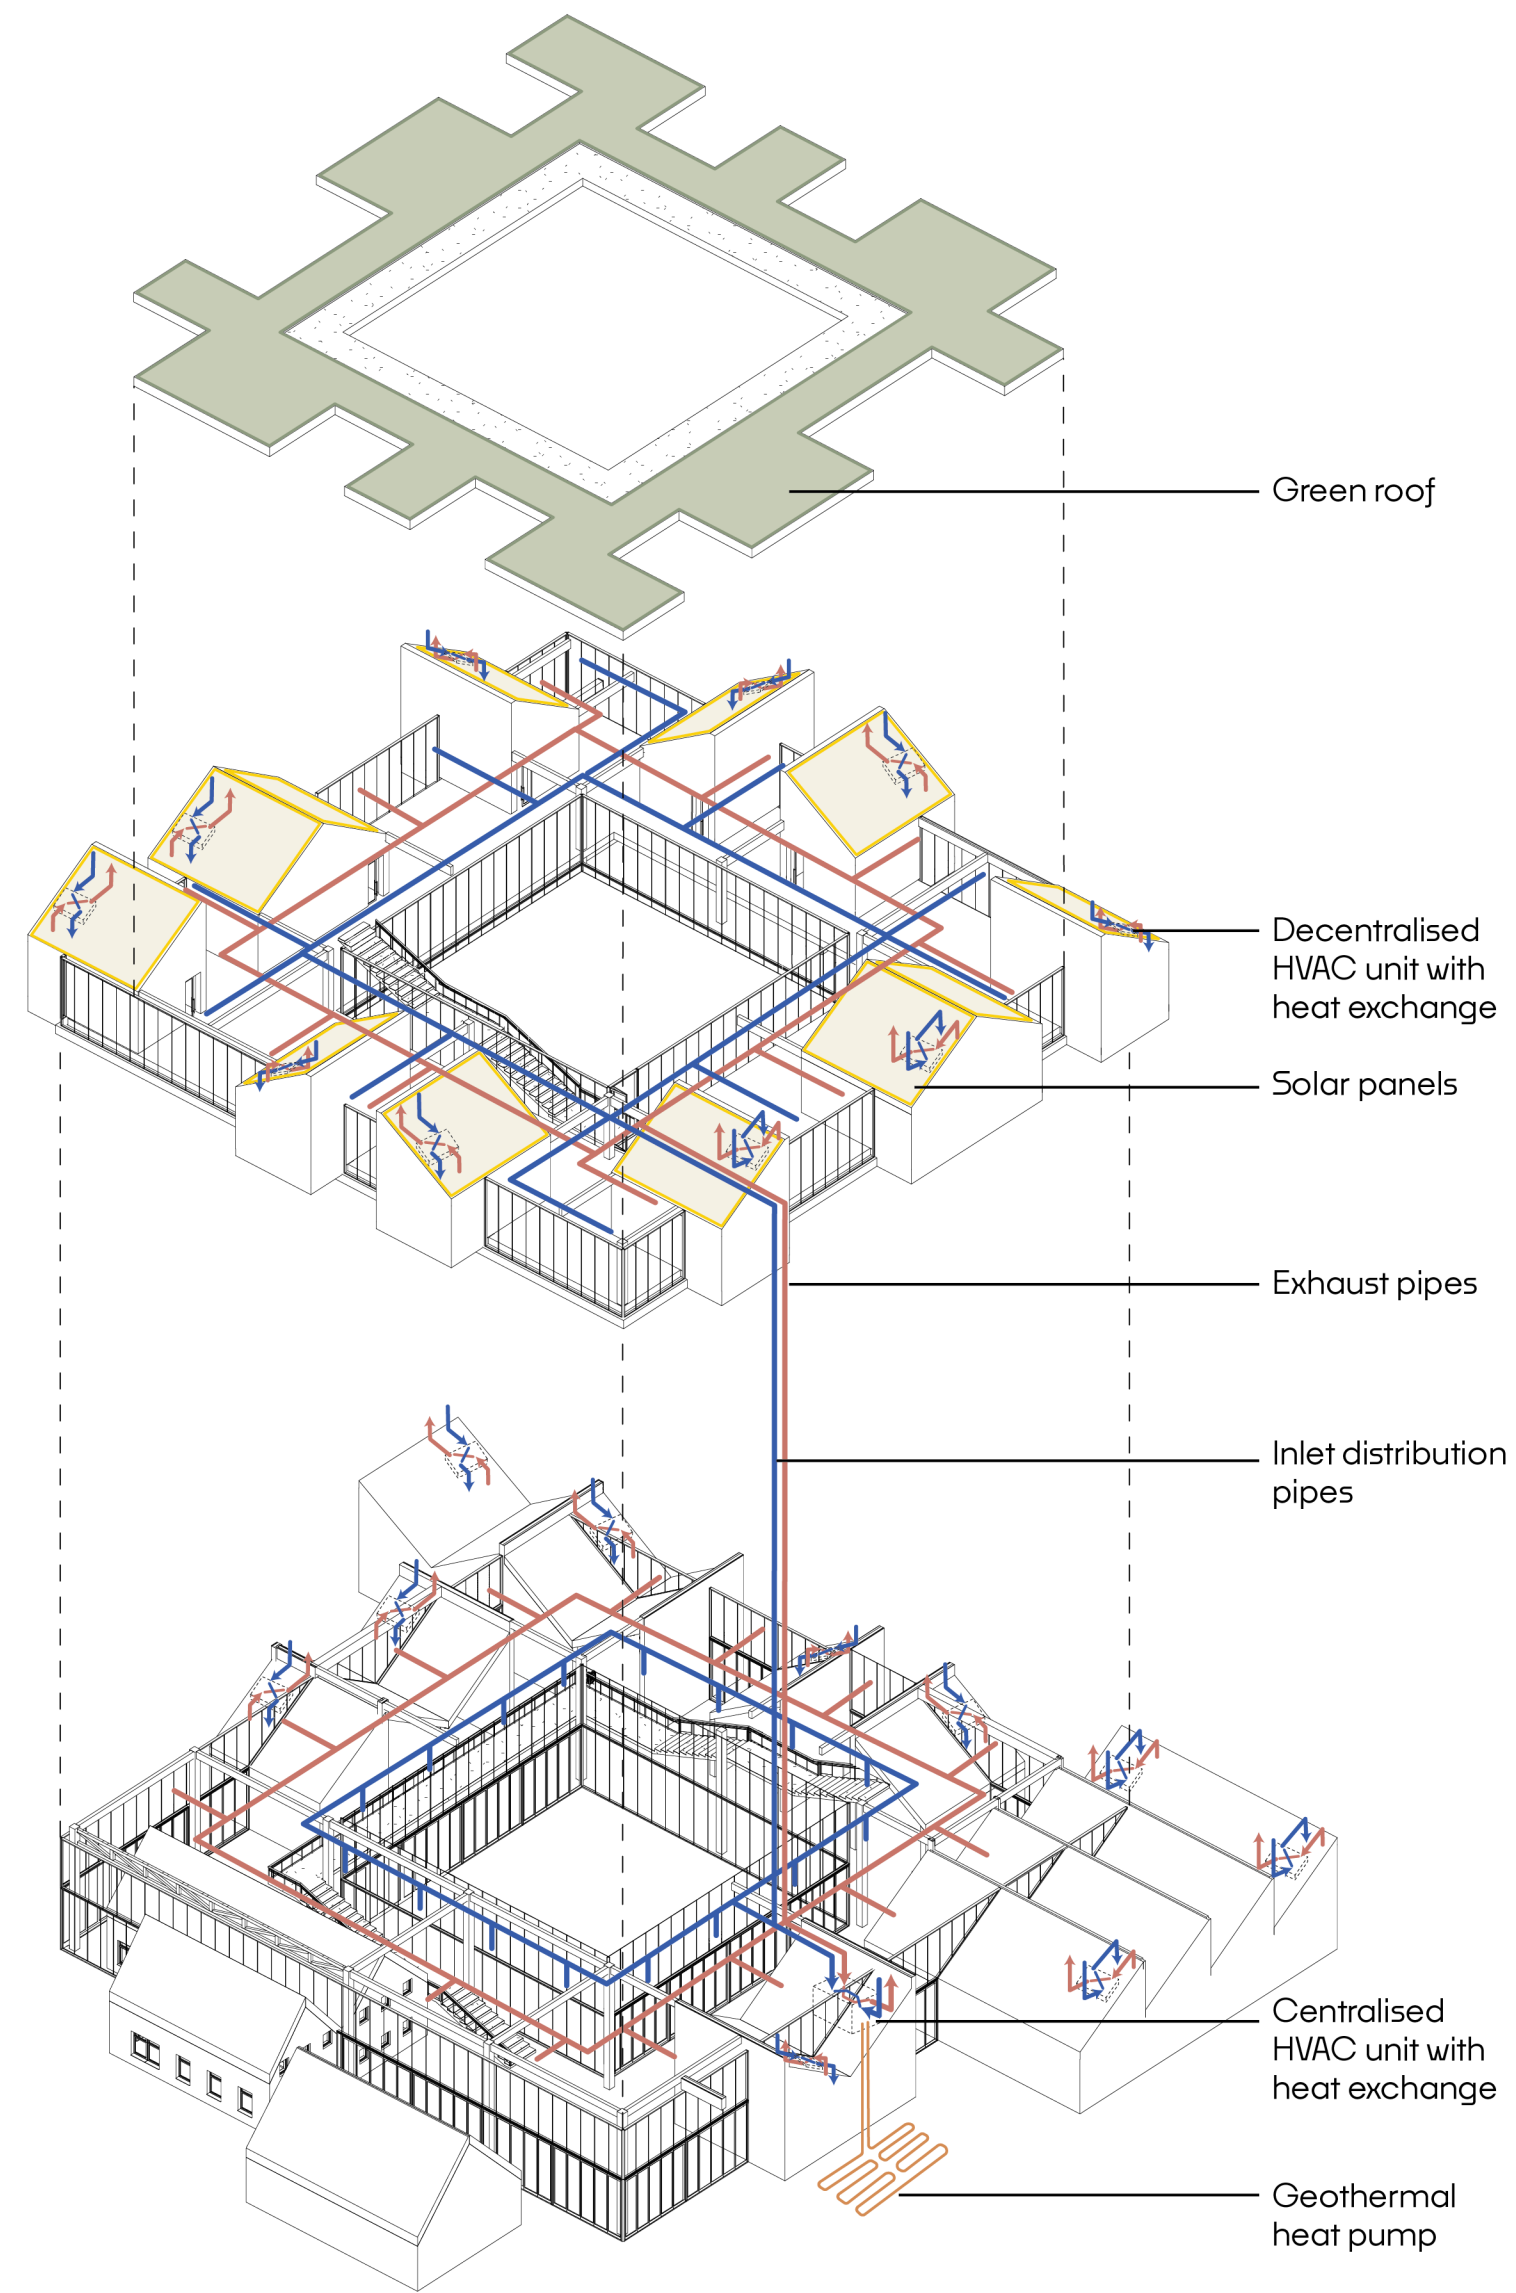 Green roof
Decentralised
HVAC unit with
heat exchange
Solar panels
Exhaust pipes
Inlet distribution
pipes
Centralised
HVAC unit with
heat exchange
Geothermal
heat pump